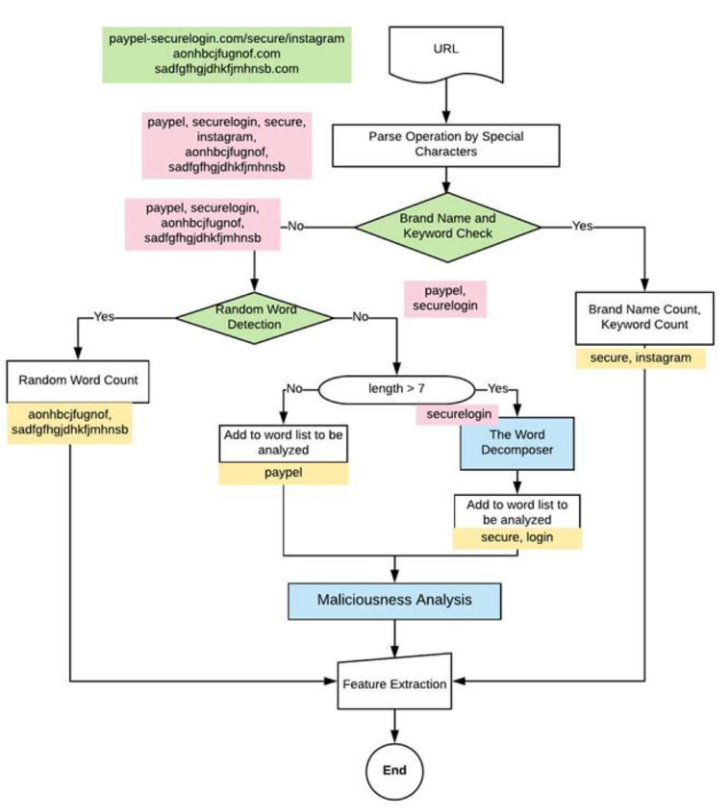 paypel-securelogin.com/secure/instagram
aonhbcjfugnof.com
sadfgfhgjdhkfjmhnsb.com
URL
paypel, securelogin, secure,
instagram,
aonhbcjfugnof,
sadfgfhgjdhkfjmhnsb
Parse Operation by Special
Characters
paypel, securelogin,
aonhbcjfugnof,
sadfgfhgjdhkfjmhnsb
No
Brand Name and
Keyword Check
Yes
paypel,
securelogin
Brand Name Count,
Keyword Count
secure, instagram
Yes
Random Word
Detection
No
Random Word Count
aonhbcjfugnof,
sadfgfhgjdhkfjmhnsb
No
length > 7
Yes
securelogin
Add to word list to be
analyzed
paypel
The Word
Decomposer
Add to word list to
be analyzed
secure, login
Maliciousness Analysis
Feature Extraction
End